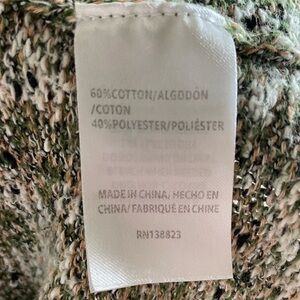 60%COTTON/ALGODÓN
/COTON
40%POLYESTER/POLIÉSTER
MADE IN CHINA/ HECHO EN
CHINA/ FABRIQUÉ EN CHINE
RN138823